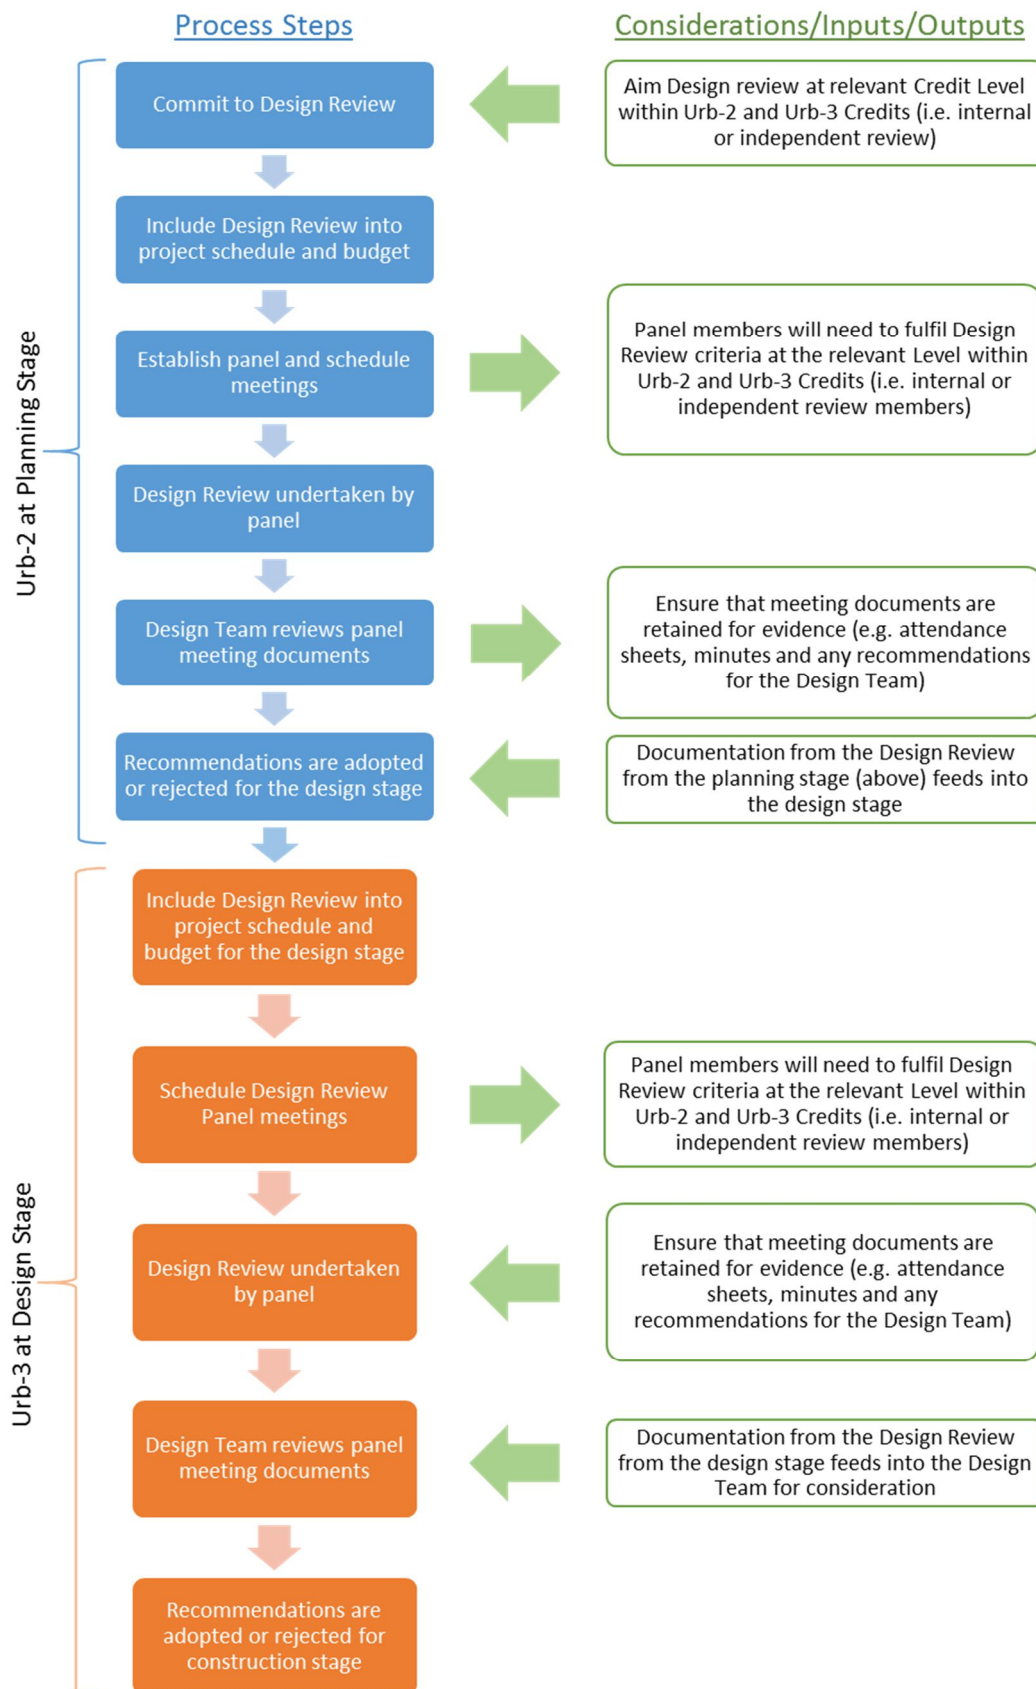 Process Steps
Considerations/Inputs/Outputs
Urb-2 at Planning Stage
Commit to Design Review
Aim Design review at relevant Credit Level
within Urb-2 and Urb-3 Credits (i.e. internal
or independent review)
Include Design Review into
project schedule and budget
Establish panel and schedule
meetings
Panel members will need to fulfil Design
Review criteria at the relevant Level within
Urb-2 and Urb-3 Credits (i.e. internal or
independent review members)
Design Review undertaken by
panel
Design Team reviews panel
meeting documents
Ensure that meeting documents are
retained for evidence (e.g. attendance
sheets, minutes and any recommendations
for the Design Team)
Recommendations are adopted
or rejected for the design stage
Documentation from the Design Review
from the planning stage (above) feeds into
the design stage
Urb-3 at Design Stage
Include Design Review into
project schedule and
budget for the design stage
Schedule Design Review
Panel meetings
Panel members will need to fulfil Design
Review criteria at the relevant Level within
Urb-2 and Urb-3 Credits (i.e. internal or
independent review members)
Design Review undertaken
by panel
Ensure that meeting documents are
retained for evidence (e.g. attendance
sheets, minutes and any
recommendations for the Design Team)
Design Team reviews panel
meeting documents
Documentation from the Design Review
from the design stage feeds into the Design
Team for consideration
Recommendations are
adopted or rejected for
construction stage